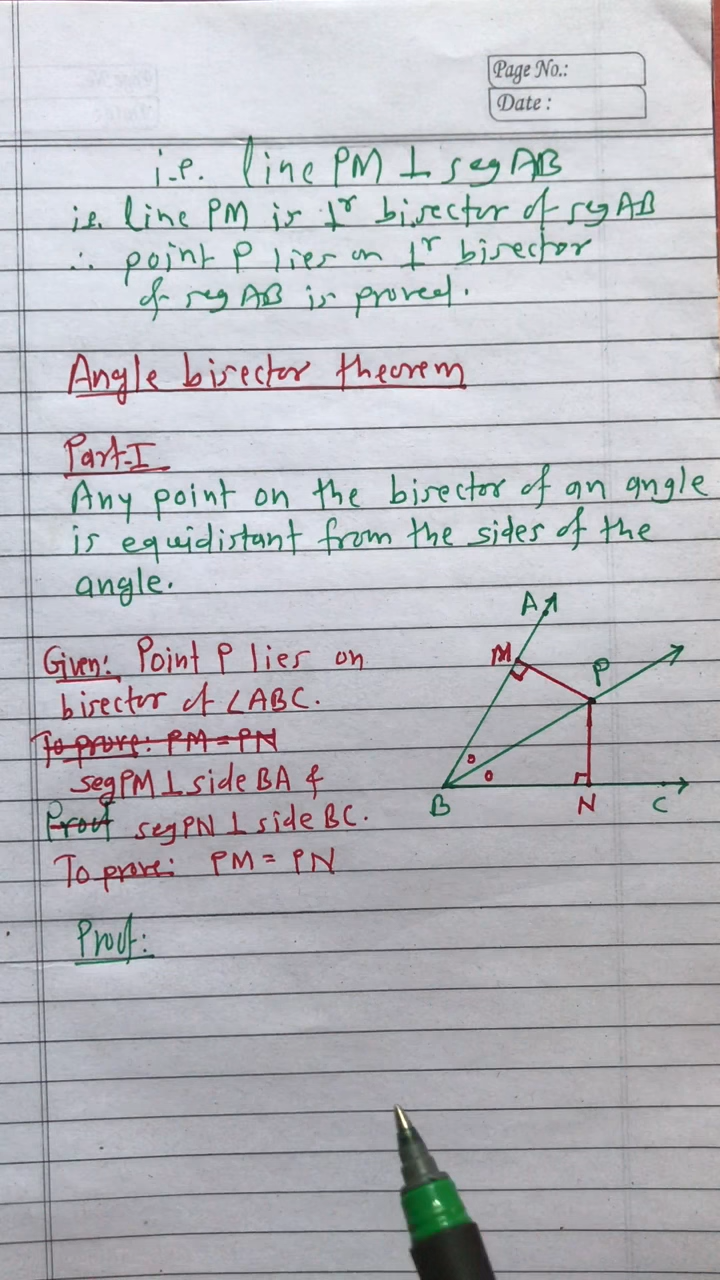 Page No.:
Date :
i.e. line PM ⊥ seg AB
i.e. line PM is ⊥r bisector of seg AB
∴ point P lies on ⊥r bisector
of seg AB is proved.
Angle bisector theorem
Part-I
Any point on the bisector of an angle
is equidistant from the sides of the
angle.
Given: Point P lies on
bisector of ∠ABC.
To prove: PM = PN
seg PM ⊥ side BA &
Proof seg PN ⊥ side BC.
To prove: PM = PN
A
M
P
B
N
C
Proof: